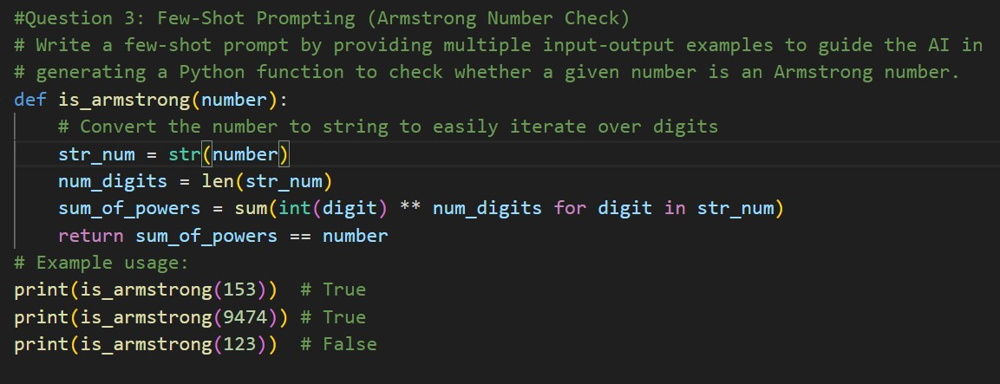 #Question 3: Few-Shot Prompting (Armstrong Number Check)
# Write a few-shot prompt by providing multiple input-output examples to guide the AI in
# generating a Python function to check whether a given number is an Armstrong number.
def is_armstrong(number):
    # Convert the number to string to easily iterate over digits
    str_num = str(number)
    num_digits = len(str_num)
    sum_of_powers = sum(int(digit) ** num_digits for digit in str_num)
    return sum_of_powers == number
# Example usage:
print(is_armstrong(153))  # True
print(is_armstrong(9474)) # True
print(is_armstrong(123))  # False